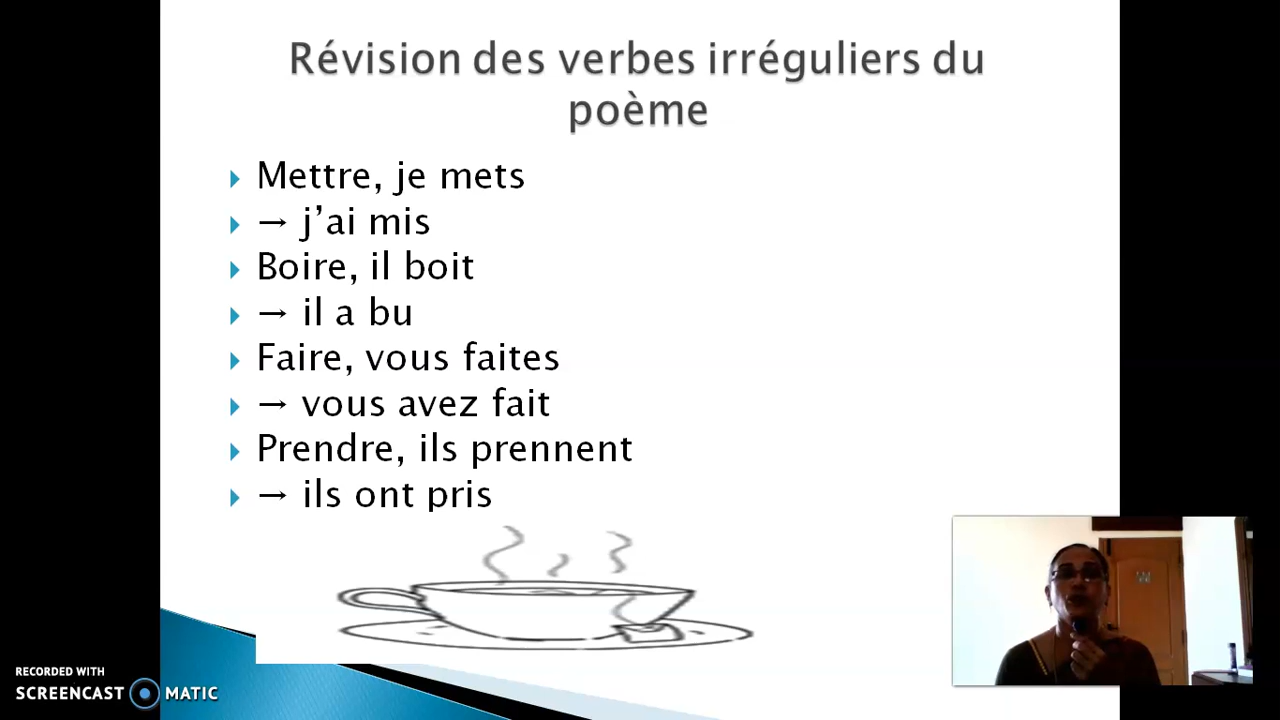 Révision des verbes irréguliers du
poème
Mettre, je mets
→ j’ai mis
Boire, il boit
→ il a bu
Faire, vous faites
→ vous avez fait
Prendre, ils prennent
→ ils ont pris
RECORDED WITH
SCREENCAST MATIC